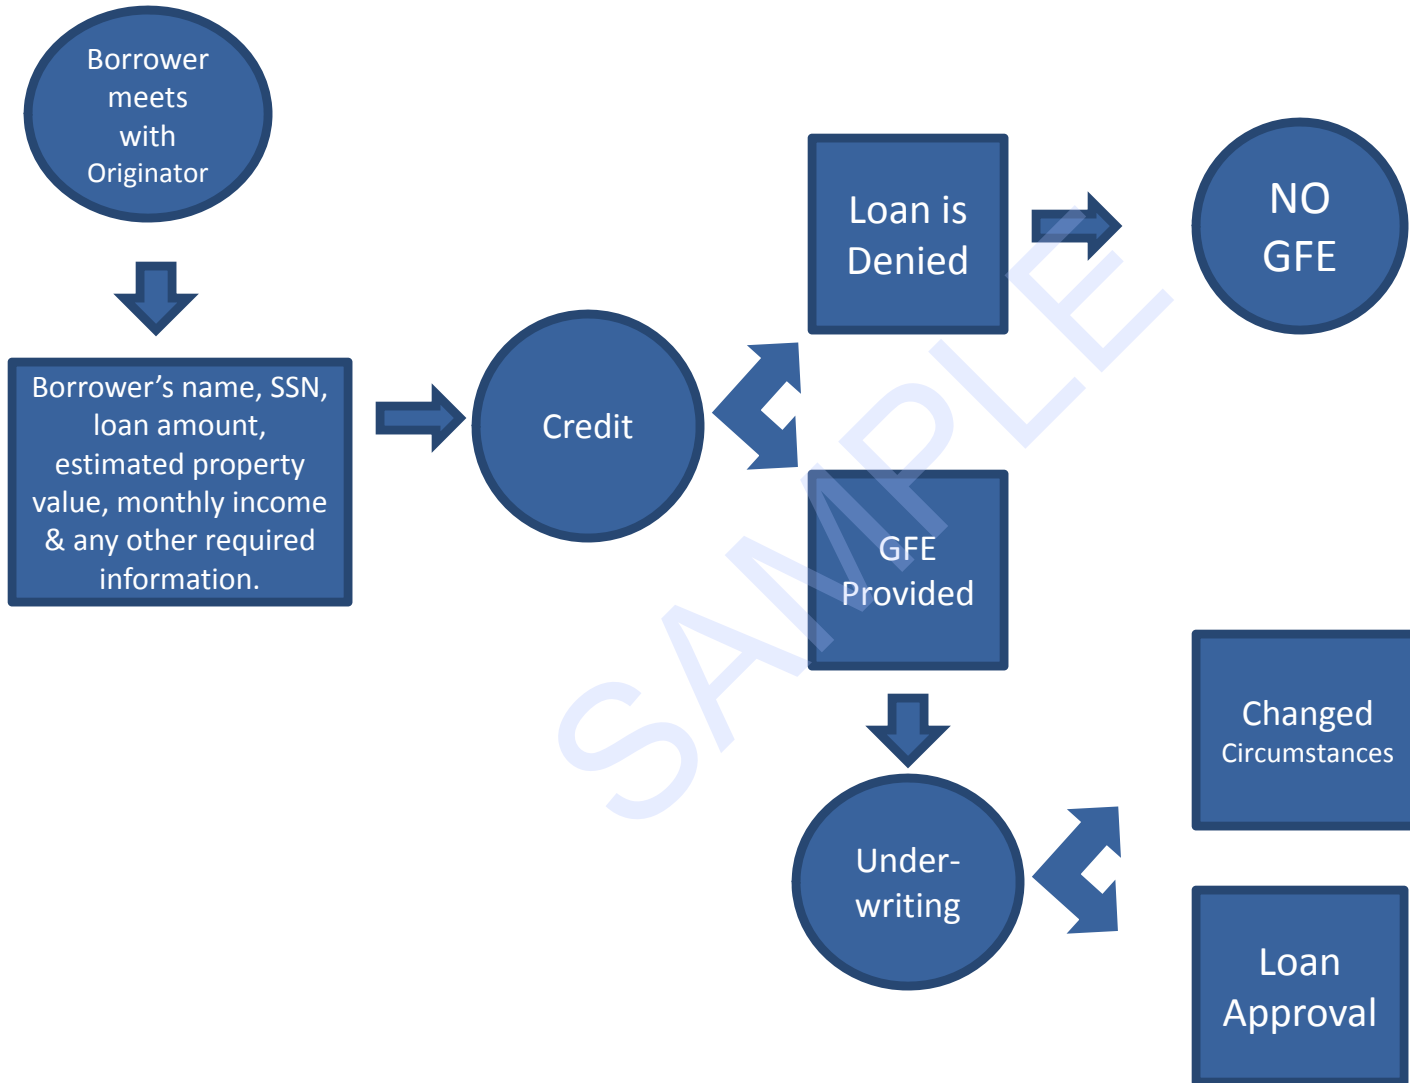 Borrower
meets
with
Originator
Borrower’s name, SSN,
loan amount,
estimated property
value, monthly income
& any other required
information.
Credit
Loan is
Denied
NO
GFE
GFE
Provided
Under-
writing
Changed
Circumstances
Loan
Approval
SAMPLE